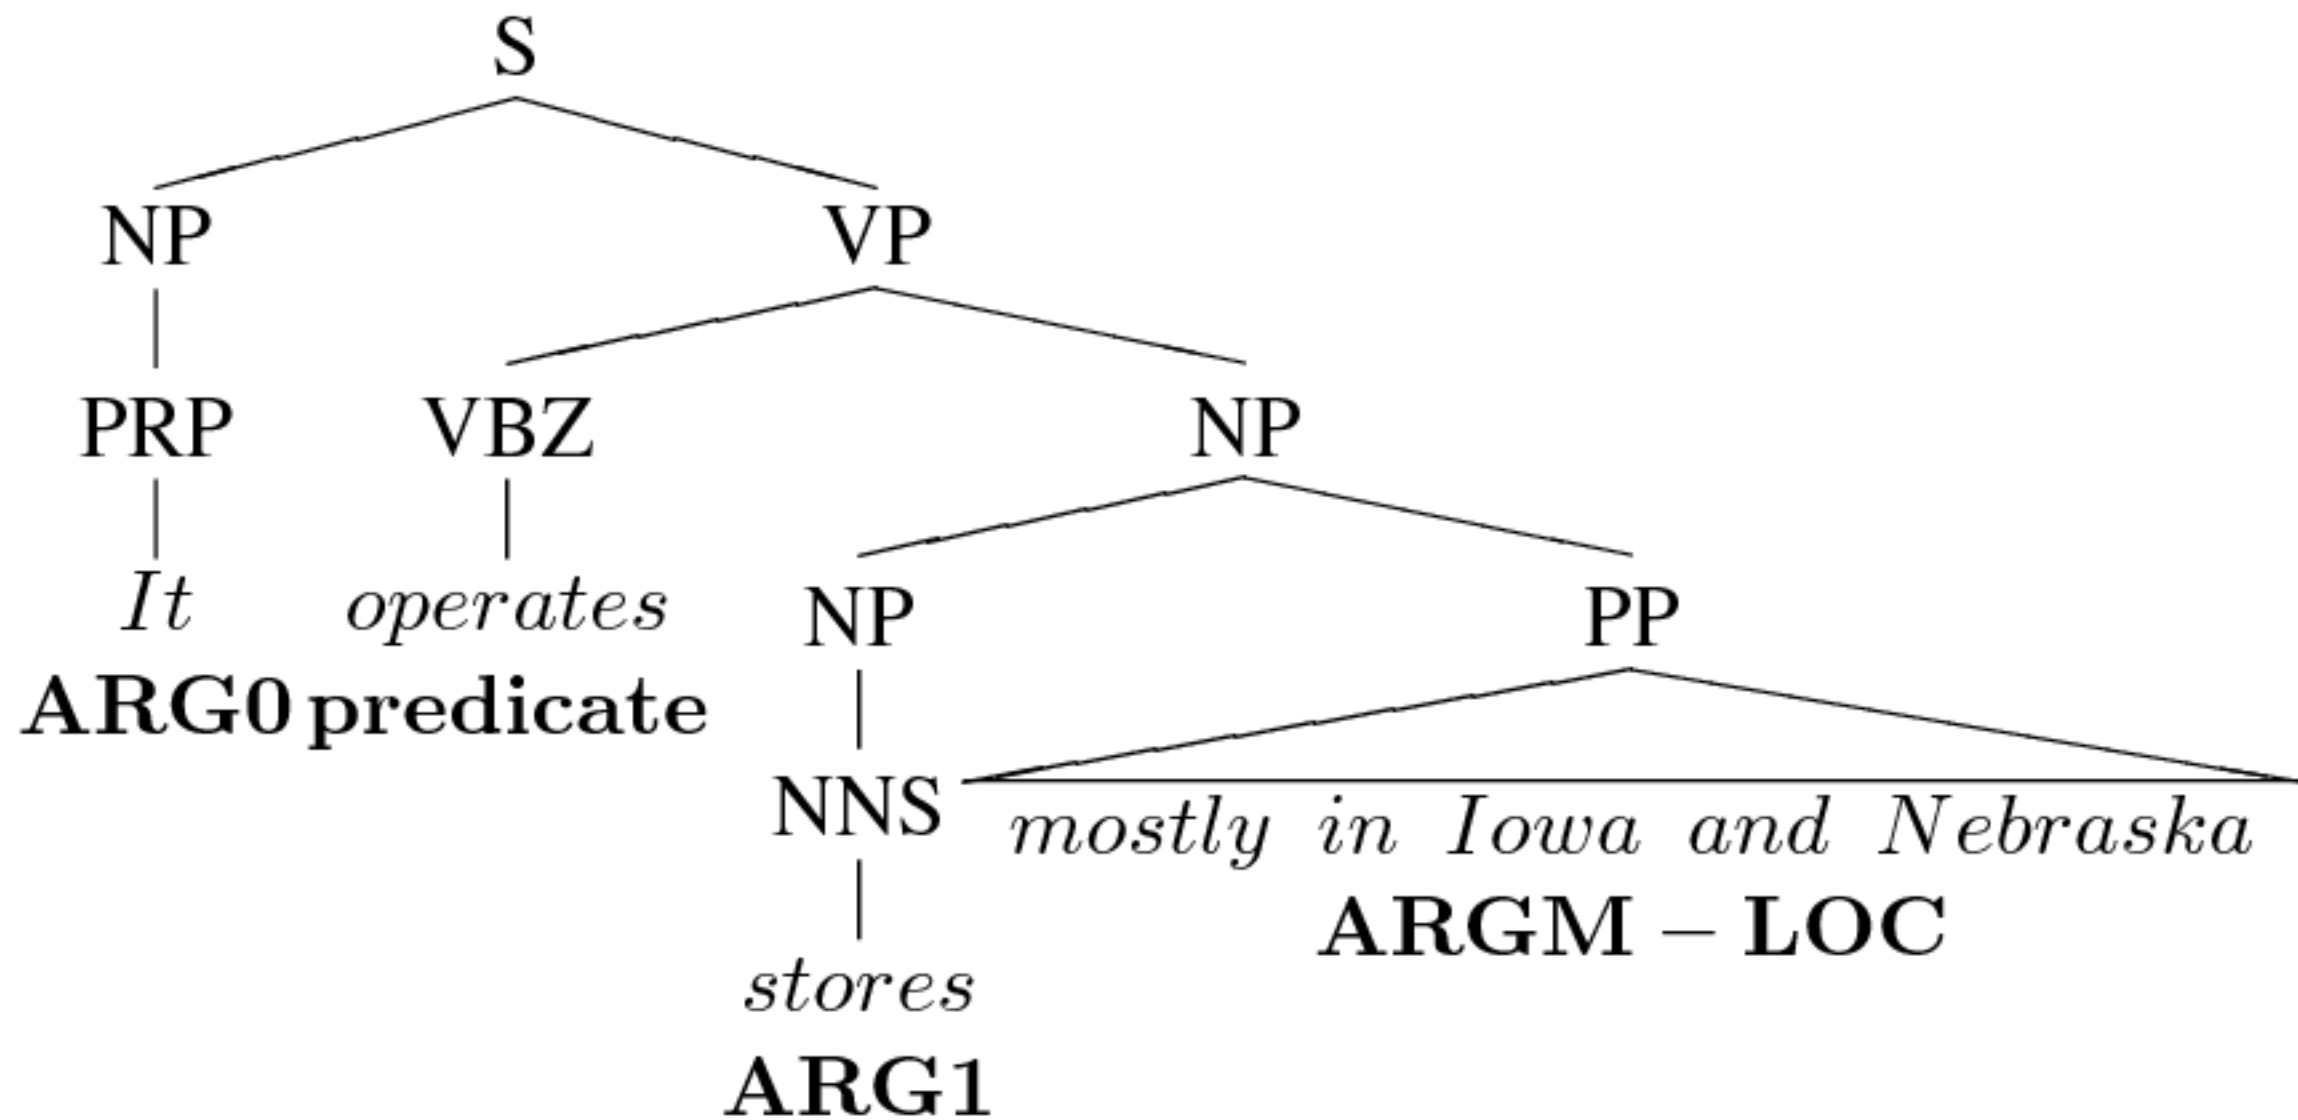 S
NP VP
PRP VBZ NP
It operates NP PP
ARG0 predicate
NNS mostly in Iowa and Nebraska
ARGM – LOC
stores
ARG1